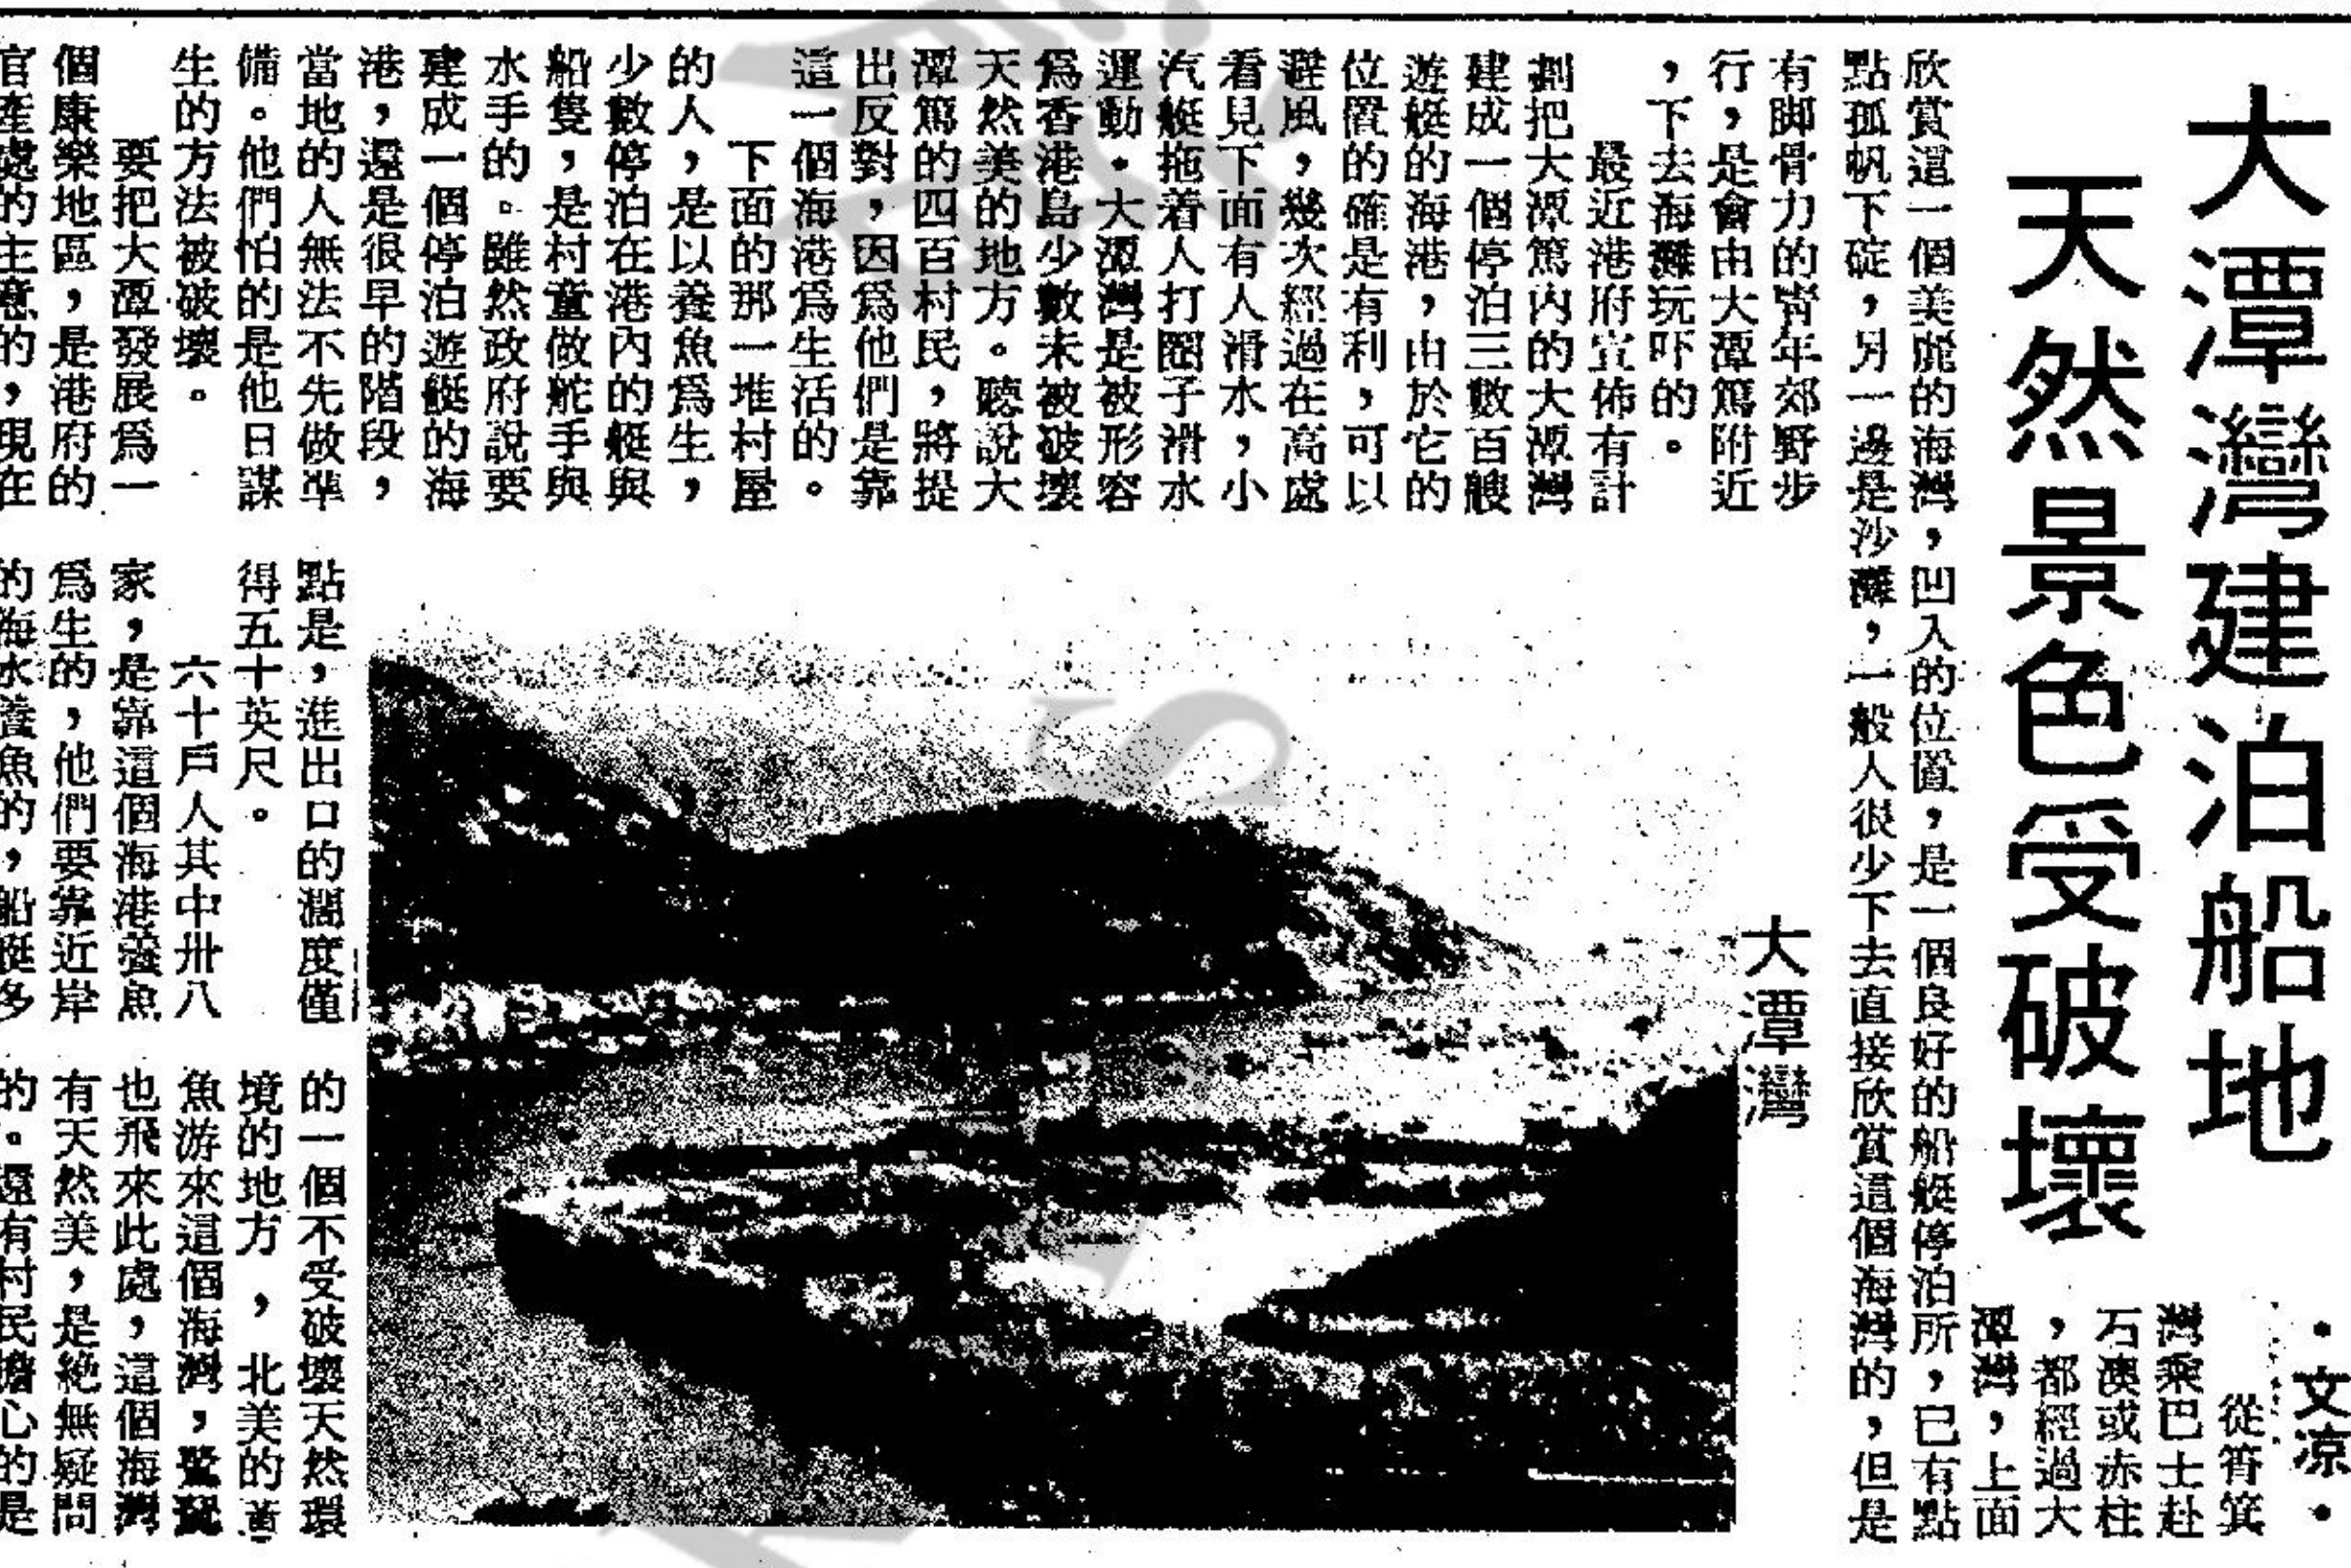 大潭灣建泊船地
天然景色受破壞
・文凉・
從筲箕
灣乘巴士赴
石澳或赤柱
，都經過大
潭灣，上面
欣賞這一個美麗的海灣，凹入的位置，是一個良好的船艇停泊所，已有點
點孤帆下碇，另一邊是沙灘，一般人很少下去直接欣賞這個海灣的，但是
有脚骨力的青年郊野步
行，是會由大潭篤附近
，下去海灘玩吓的。
最近港府宣佈有計
劃把大潭篤內的大潭灣
建成一個停泊三數百艘
遊艇的海港，由於它的
位置的確是有利，可以
避風，幾次經過在高處
看見下面有人滑水，小
汽艇拖着人打圈子滑水
運動。大潭灣是被形容
爲香港島少數未被破壞
天然美的地方。聽說大
潭篤的四百村民，將提
出反對，因爲他們是靠
這一個海港爲生活的。
下面的那一堆村屋
的人，是以養魚爲生，
少數停泊在港內的艇與
船隻，是村童做舵手與
水手的。雖然政府說要
建成一個停泊遊艇的海
港，還是很早的階段，
當地的人無法不先做準
備。他們怕的是他日謀
生的方法被破壞。
要把大潭發展爲一
個康樂地區，是港府的
官產處的主意的，現在
大潭灣
點是，進出口的濶度僅
得五十英尺。
六十戶人其中卅八
家，是靠這個海港養魚
爲生的，他們要靠近岸
的海水養魚的，船艇多
的一個不受破壞天然環
境的地方，北美的黃
魚游來這個海灣，鷺
也飛來此處，這個海灣
有天然美，是絕無疑問
的。還有村民擔心的是